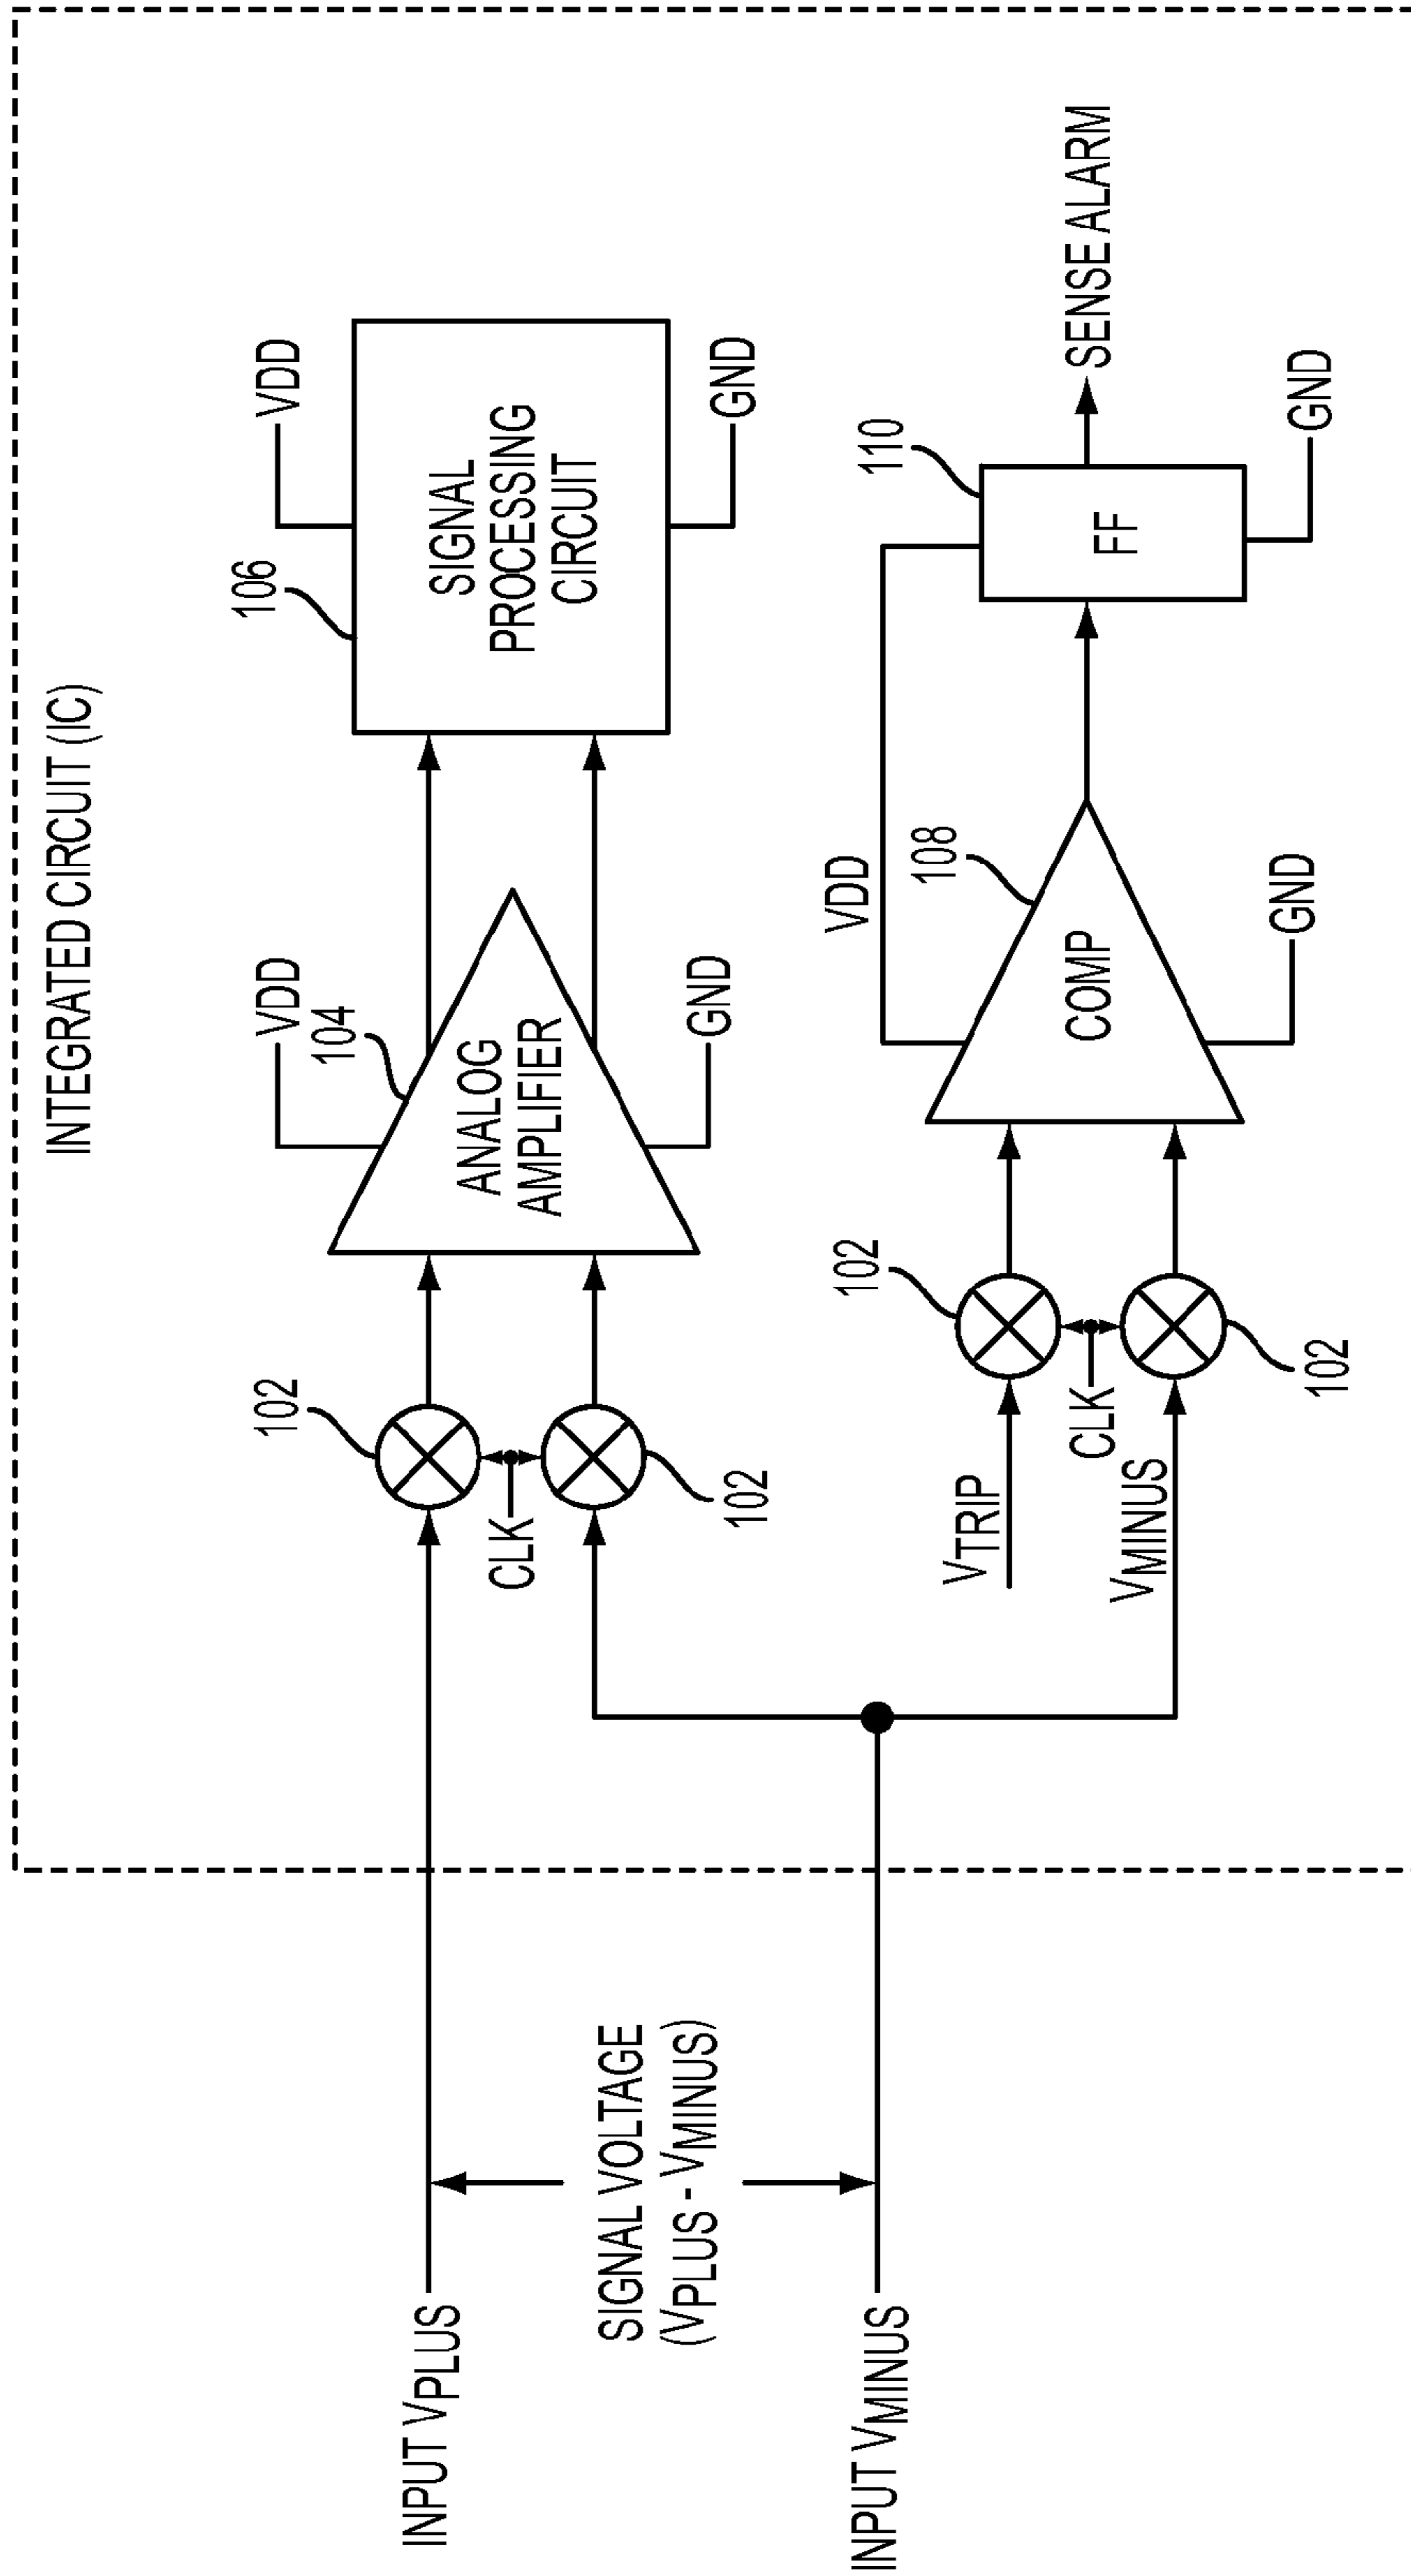 INTEGRATED CIRCUIT (IC)
INPUT VPLUS
SIGNAL VOLTAGE
(VPLUS - VMINUS)
INPUT VMINUS
102
CLK
102
VDD
104
ANALOG
AMPLIFIER
GND
106
VDD
SIGNAL
PROCESSING
CIRCUIT
GND
VTRIP
CLK
VMINUS
102
102
VDD
108
COMP
GND
110
FF
GND
SENSE ALARM